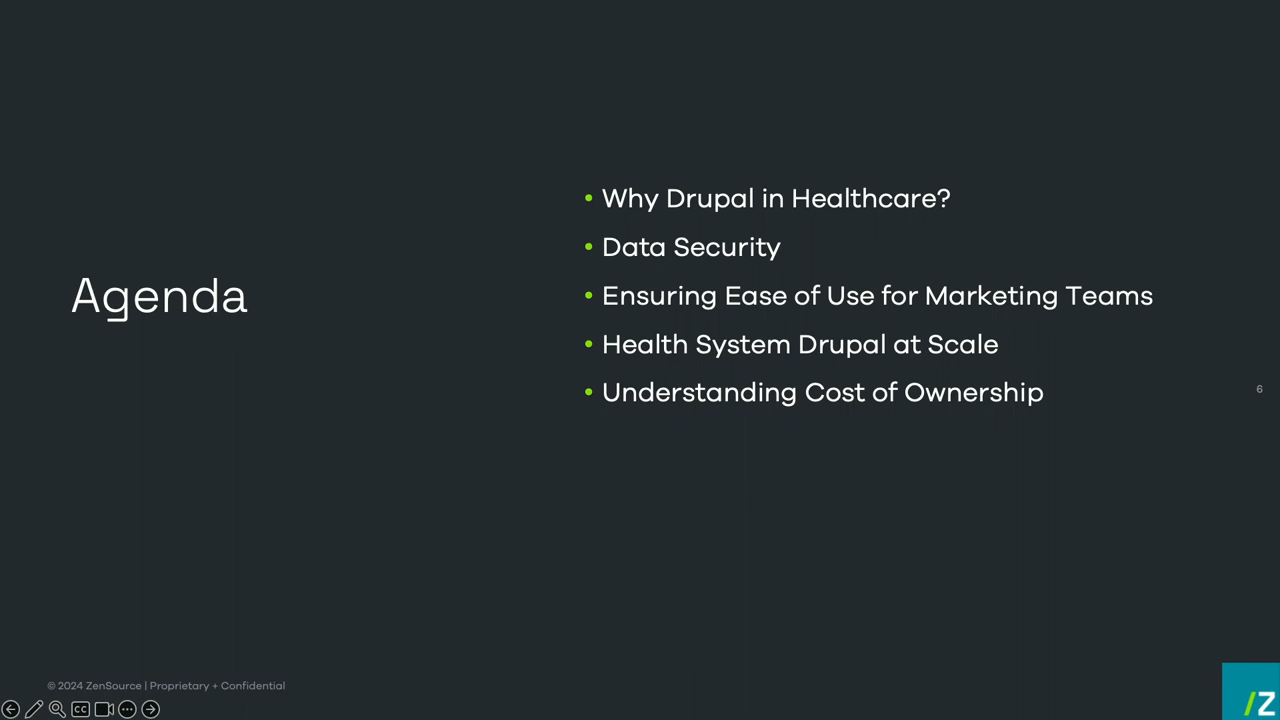 Agenda
• Why Drupal in Healthcare?
• Data Security
• Ensuring Ease of Use for Marketing Teams
• Health System Drupal at Scale
• Understanding Cost of Ownership
6
© 2024 ZenSource | Proprietary + Confidential
CC
/Z